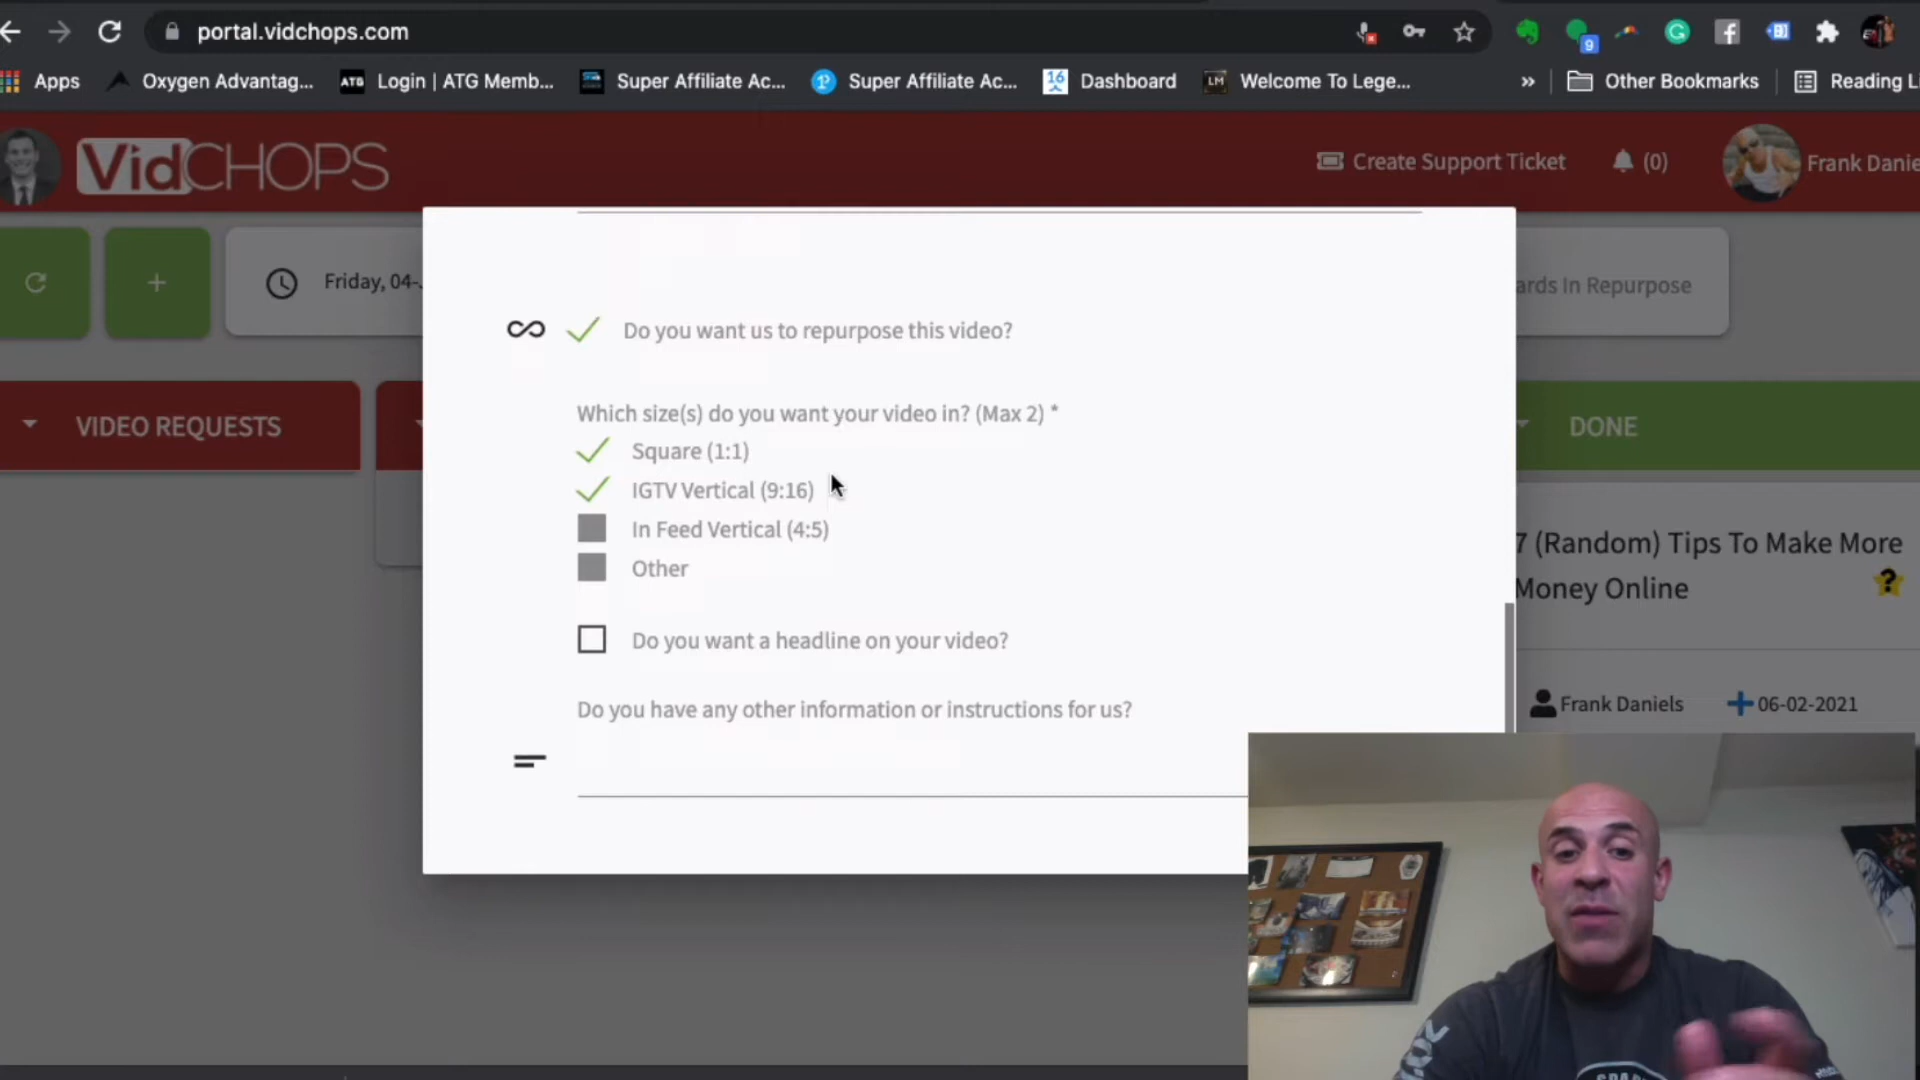 portal.vidchops.com
9
Apps
Oxygen Advantag...
ATG
Login | ATG Memb...
Super Affiliate Ac...
Super Affiliate Ac...
16
Dashboard
LM
Welcome To Lege...
»
Other Bookmarks
Reading Li
VidCHOPS
Create Support Ticket
(0)
Frank Danie
Friday, 04-
ards In Repurpose
Do you want us to repurpose this video?
VIDEO REQUESTS
DONE
Which size(s) do you want your video in? (Max 2) *
Square (1:1)
IGTV Vertical (9:16)
In Feed Vertical (4:5)
Other
7 (Random) Tips To Make More
Money Online
Do you want a headline on your video?
Do you have any other information or instructions for us?
Frank Daniels
06-02-2021